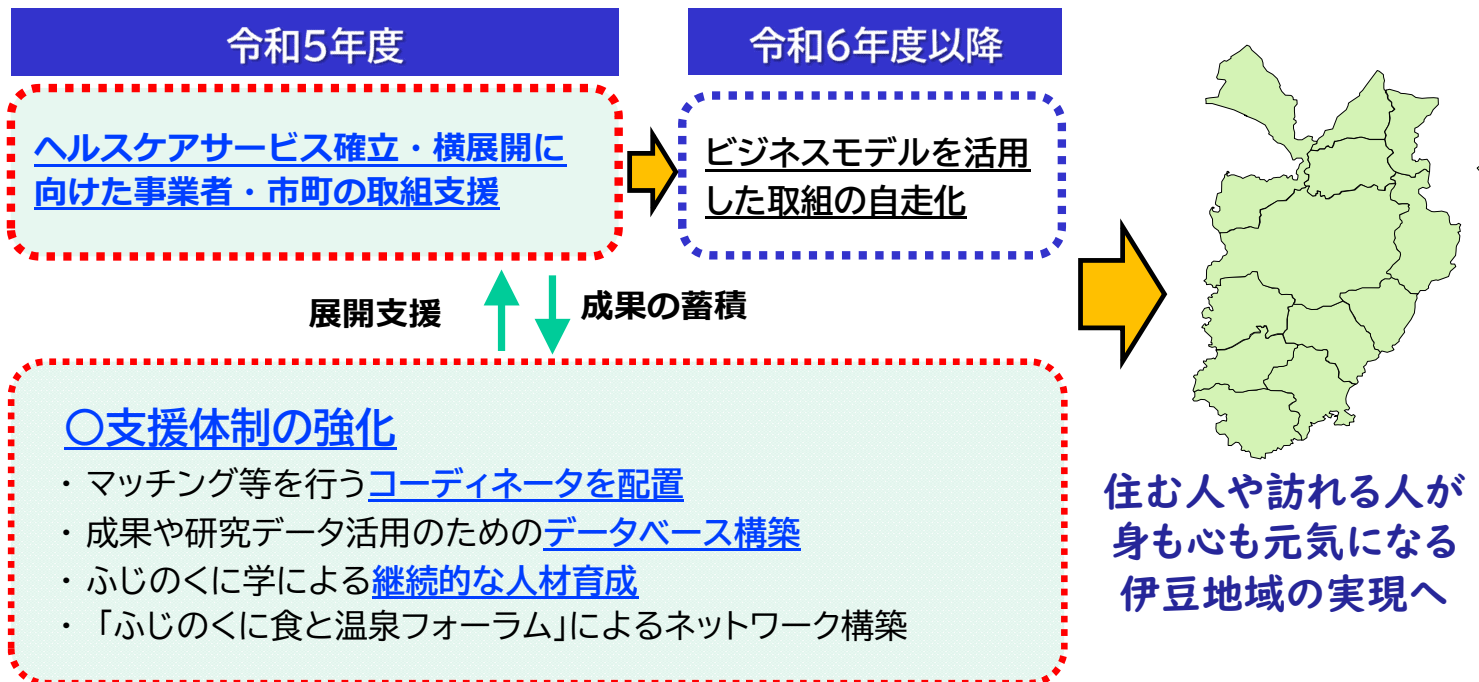 令和5年度
令和6年度以降
ヘルスケアサービス確立・横展開に
向けた事業者・市町の取組支援
ビジネスモデルを活用
した取組の自走化
展開支援
成果の蓄積
〇支援体制の強化
・ マッチング等を行うコーディネータを配置
・ 成果や研究データ活用のためのデータベース構築
・ ふじのくに学による継続的な人材育成
・ 「ふじのくに食と温泉フォーラム」によるネットワーク構築
住む人や訪れる人が
身も心も元気になる
伊豆地域の実現へ